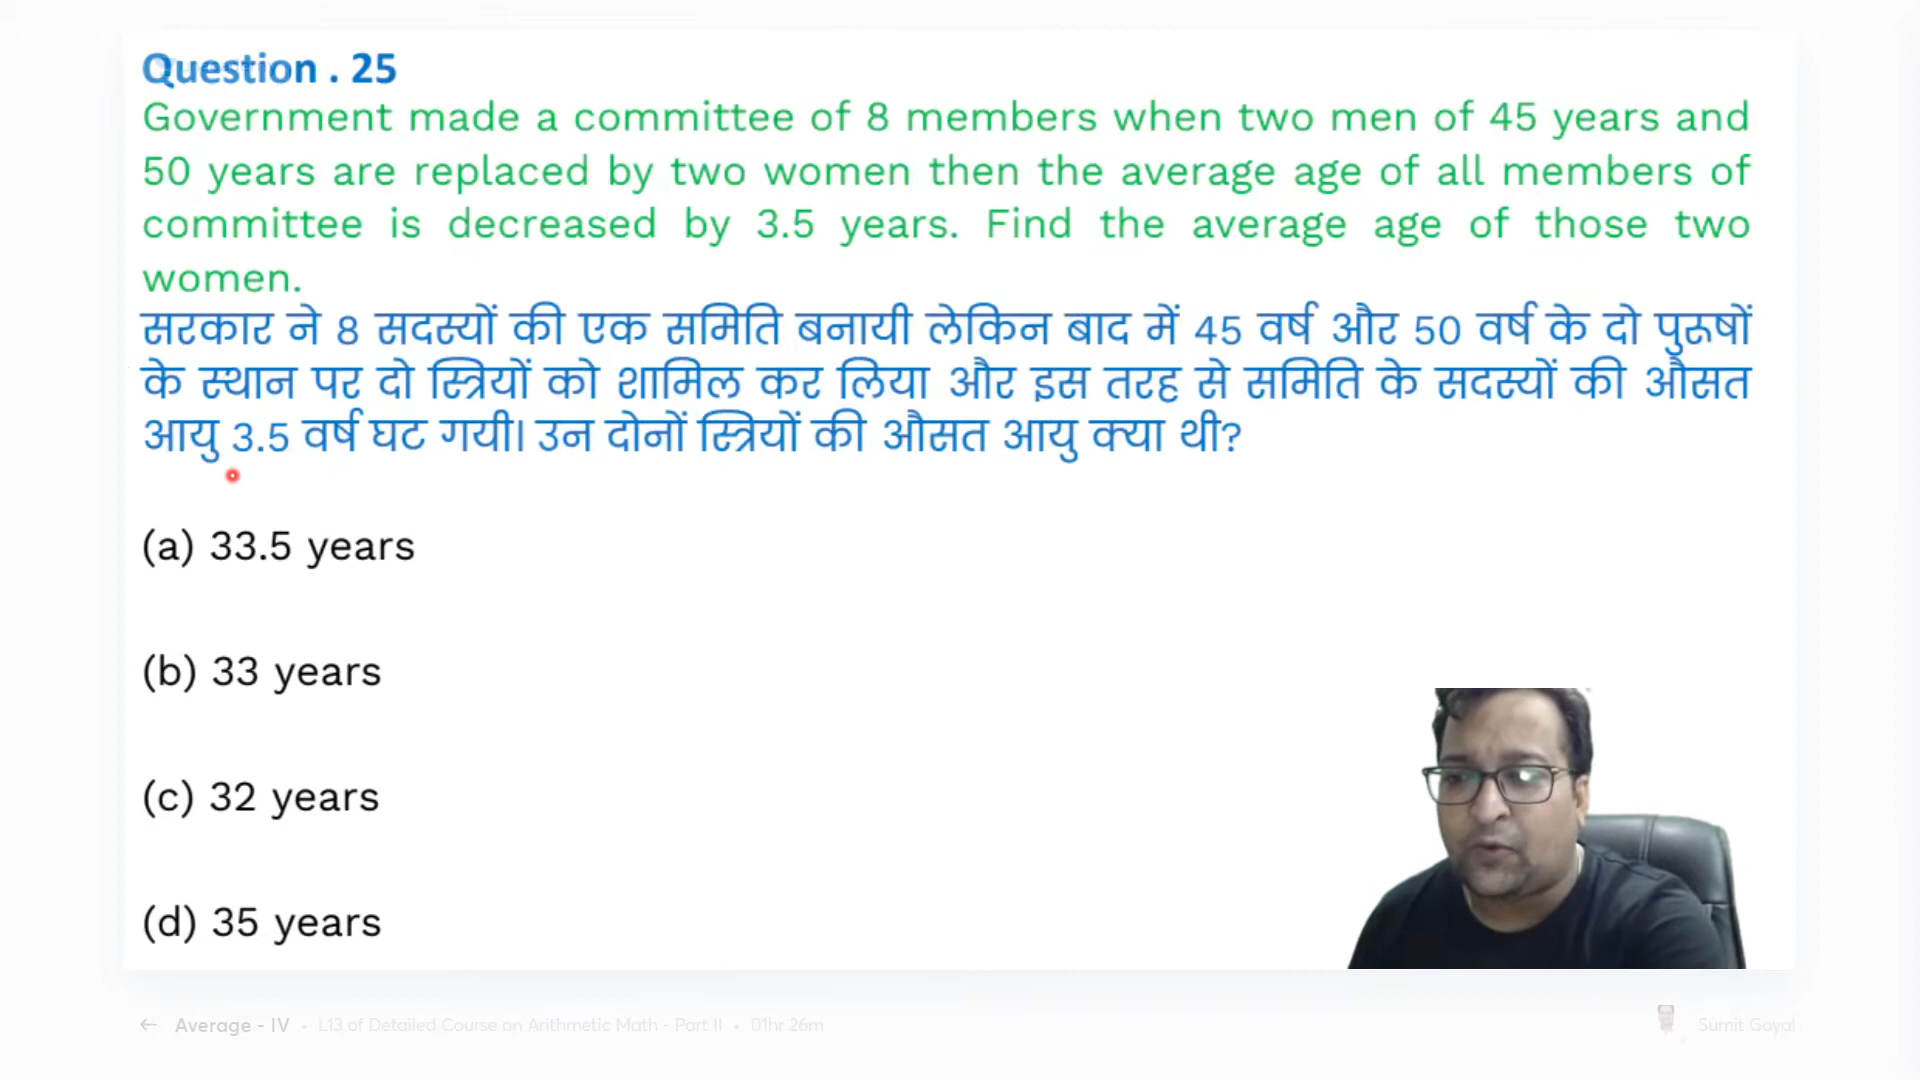 Question . 25
Government made a committee of 8 members when two men of 45 years and
50 years are replaced by two women then the average age of all members of
committee is decreased by 3.5 years. Find the average age of those two
women.
सरकार ने 8 सदस्यों की एक समिति बनायी लेकिन बाद में 45 वर्ष और 50 वर्ष के दो पुरूषों
के स्थान पर दो स्त्रियों को शामिल कर लिया और इस तरह से समिति के सदस्यों की औसत
आयु 3.5 वर्ष घट गयी। उन दोनों स्त्रियों की औसत आयु क्या थी?
(a) 33.5 years
(b) 33 years
(c) 32 years
(d) 35 years
← Average - IV • L13 of Detailed Course on Arithmetic Math - Part II • 01hr 26m
Sumit Goyal